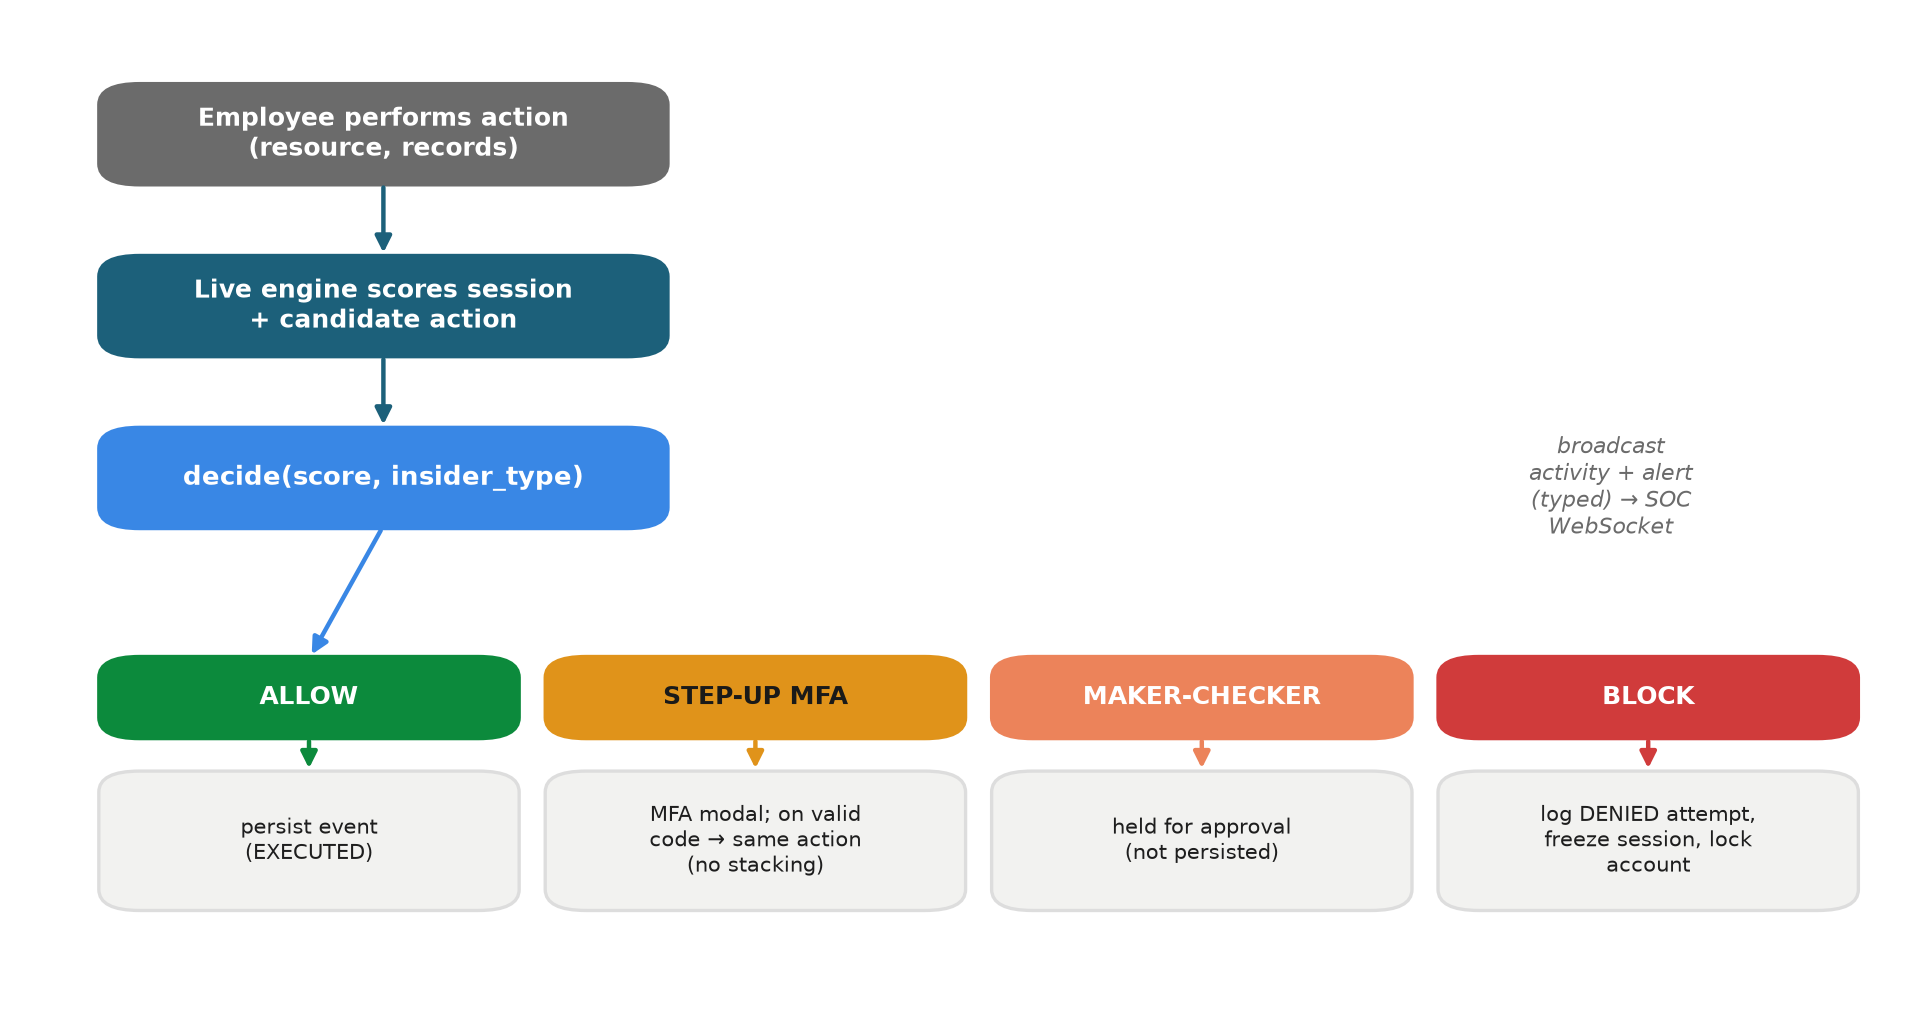 Employee performs action
(resource, records)
Live engine scores session
+ candidate action
decide(score, insider_type)
broadcast
activity + alert
(typed) → SOC
WebSocket
ALLOW
STEP-UP MFA
MAKER-CHECKER
BLOCK
persist event
(EXECUTED)
MFA modal; on valid
code → same action
(no stacking)
held for approval
(not persisted)
log DENIED attempt,
freeze session, lock
account